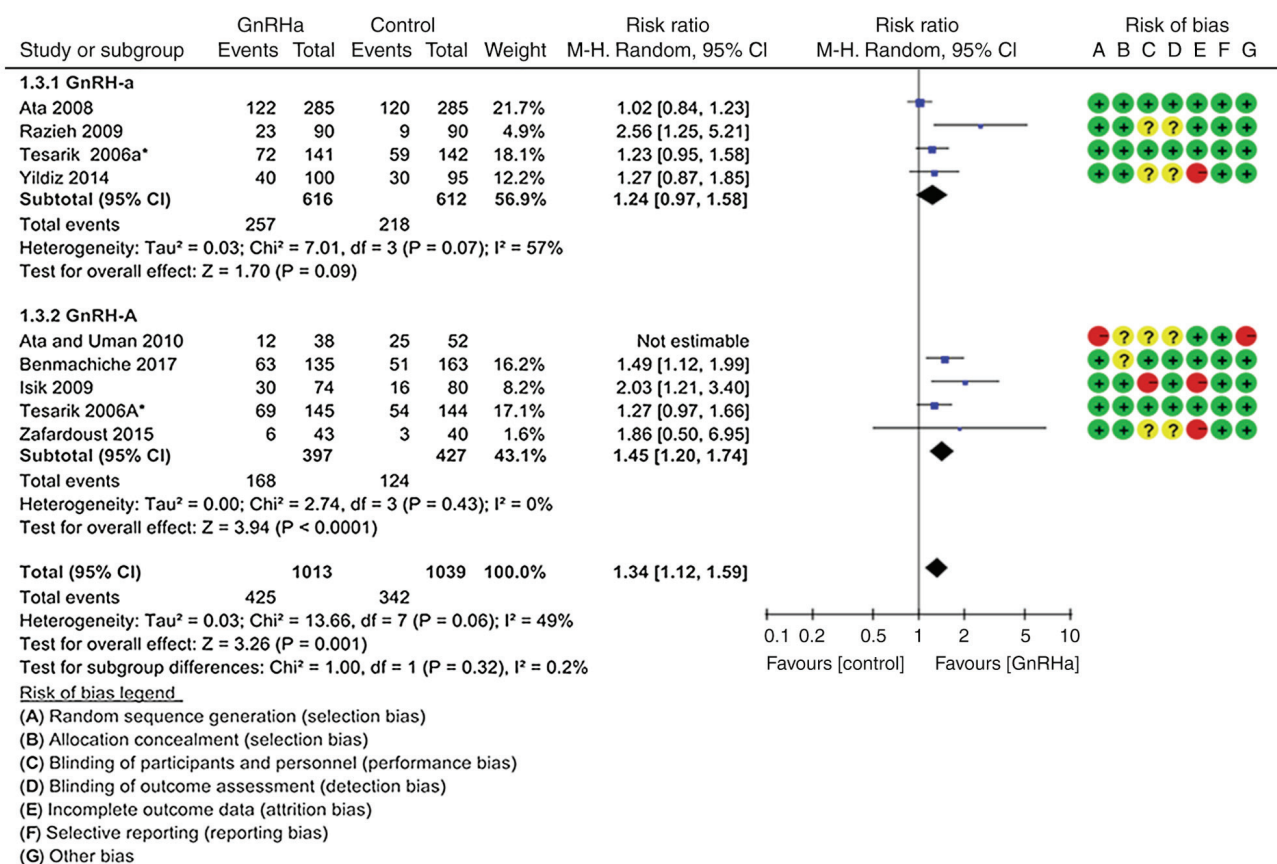 GnRHa Control Risk ratio Risk ratio Risk of bias
Study or subgroup Events Total Events Total Weight M-H. Random, 95% CI M-H. Random, 95% CI A B C D E F G
1.3.1 GnRH-a
Ata 2008 122 285 120 285 21.7% 1.02 [0.84, 1.23] + + + + + + +
Razieh 2009 23 90 9 90 4.9% 2.56 [1.25, 5.21] + + ? ? + + +
Tesarik 2006a* 72 141 59 142 18.1% 1.23 [0.95, 1.58] + + + + + + +
Yildiz 2014 40 100 30 95 12.2% 1.27 [0.87, 1.85] + + ? ? - + +
Subtotal (95% CI) 616 612 56.9% 1.24 [0.97, 1.58]
Total events 257 218
Heterogeneity: Tau² = 0.03; Chi² = 7.01, df = 3 (P = 0.07); I² = 57%
Test for overall effect: Z = 1.70 (P = 0.09)
1.3.2 GnRH-A
Ata and Uman 2010 12 38 25 52 Not estimable - ? ? ? + + -
Benmachiche 2017 63 135 51 163 16.2% 1.49 [1.12, 1.99] + ? + + + + +
Isik 2009 30 74 16 80 8.2% 2.03 [1.21, 3.40] + + - + - + +
Tesarik 2006A* 69 145 54 144 17.1% 1.27 [0.97, 1.66] + + + + + + +
Zafardoust 2015 6 43 3 40 1.6% 1.86 [0.50, 6.95] + + ? ? - + +
Subtotal (95% CI) 397 427 43.1% 1.45 [1.20, 1.74]
Total events 168 124
Heterogeneity: Tau² = 0.00; Chi² = 2.74, df = 3 (P = 0.43); I² = 0%
Test for overall effect: Z = 3.94 (P < 0.0001)
Total (95% CI) 1013 1039 100.0% 1.34 [1.12, 1.59]
Total events 425 342
Heterogeneity: Tau² = 0.03; Chi² = 13.66, df = 7 (P = 0.06); I² = 49%
Test for overall effect: Z = 3.26 (P = 0.001)
Test for subgroup differences: Chi² = 1.00, df = 1 (P = 0.32), I² = 0.2%
0.1 0.2 0.5 1 2 5 10
Favours [control] Favours [GnRHa]
Risk of bias legend
(A) Random sequence generation (selection bias)
(B) Allocation concealment (selection bias)
(C) Blinding of participants and personnel (performance bias)
(D) Blinding of outcome assessment (detection bias)
(E) Incomplete outcome data (attrition bias)
(F) Selective reporting (reporting bias)
(G) Other bias